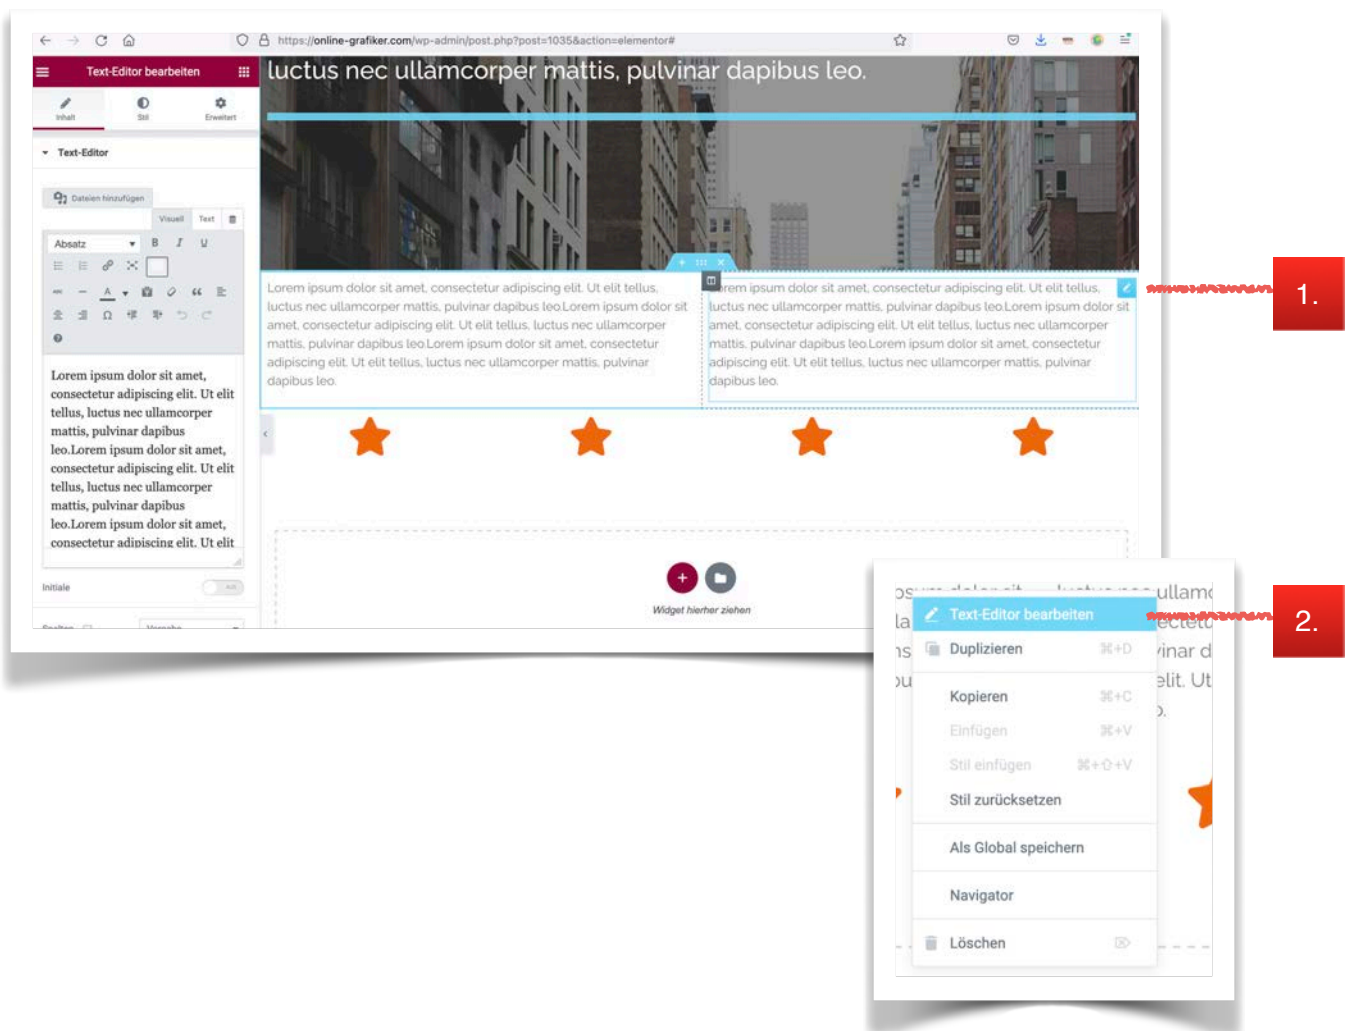 https://online-grafiker.com/wp-admin/post.php?post=1035&action=elementor#
Text-Editor bearbeiten
Inhalt
Stil
Erweitert
Text-Editor
Dateien hinzufügen
Visuell Text
Absatz B I U
ABC A
Ω
Lorem ipsum dolor sit amet,
consectetur adipiscing elit. Ut elit
tellus, luctus nec ullamcorper
mattis, pulvinar dapibus
leo.Lorem ipsum dolor sit amet,
consectetur adipiscing elit. Ut elit
tellus, luctus nec ullamcorper
mattis, pulvinar dapibus
leo.Lorem ipsum dolor sit amet,
consectetur adipiscing elit. Ut elit
Initiale
Spalten Vorgabe
luctus nec ullamcorper mattis, pulvinar dapibus leo.
Lorem ipsum dolor sit amet, consectetur adipiscing elit. Ut elit tellus,
luctus nec ullamcorper mattis, pulvinar dapibus leo.Lorem ipsum dolor sit
amet, consectetur adipiscing elit. Ut elit tellus, luctus nec ullamcorper
mattis, pulvinar dapibus leo.Lorem ipsum dolor sit amet, consectetur
adipiscing elit. Ut elit tellus, luctus nec ullamcorper mattis, pulvinar
dapibus leo.
Lorem ipsum dolor sit amet, consectetur adipiscing elit. Ut elit tellus,
luctus nec ullamcorper mattis, pulvinar dapibus leo.Lorem ipsum dolor sit
amet, consectetur adipiscing elit. Ut elit tellus, luctus nec ullamcorper
mattis, pulvinar dapibus leo.Lorem ipsum dolor sit amet, consectetur
adipiscing elit. Ut elit tellus, luctus nec ullamcorper mattis, pulvinar
dapibus leo.
Widget hierher ziehen
1.
Text-Editor bearbeiten
Duplizieren ⌘+D
Kopieren ⌘+C
Einfügen ⌘+V
Stil einfügen ⌘+⇧+V
Stil zurücksetzen
Als Global speichern
Navigator
Löschen ⌦
elit. Ut
2.